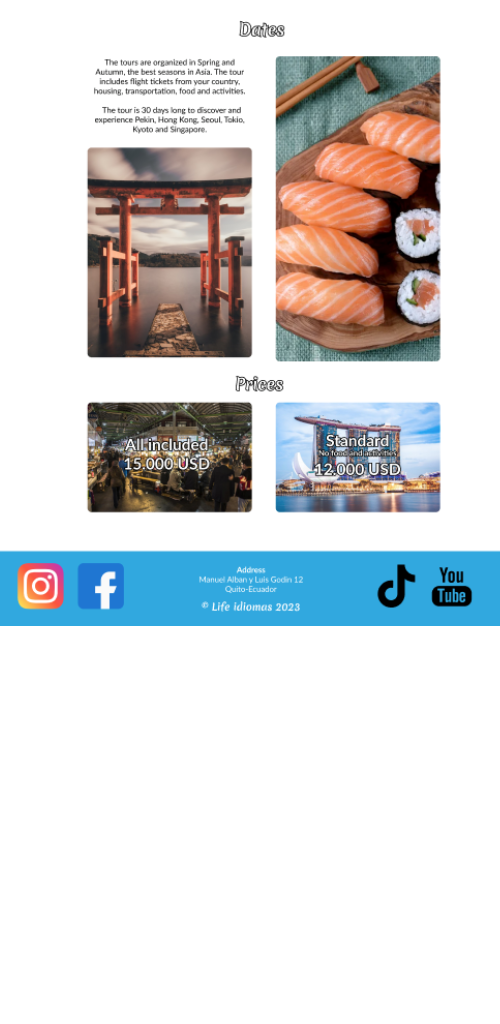 Dates
The tours are organized in Spring and
Autumn, the best seasons in Asia. The tour
includes flight tickets from your country,
housing, transportation, food and activities.
The tour is 30 days long to discover and
experience Pekin, Hong Kong, Seoul, Tokio,
Kyoto and Singapore.
Prices
All included
15.000 USD
Standard
No food and activities
12.000 USD
Address
Manuel Alban y Luis Godin 12
Quito-Ecuador
© Life idiomas 2023
You
Tube